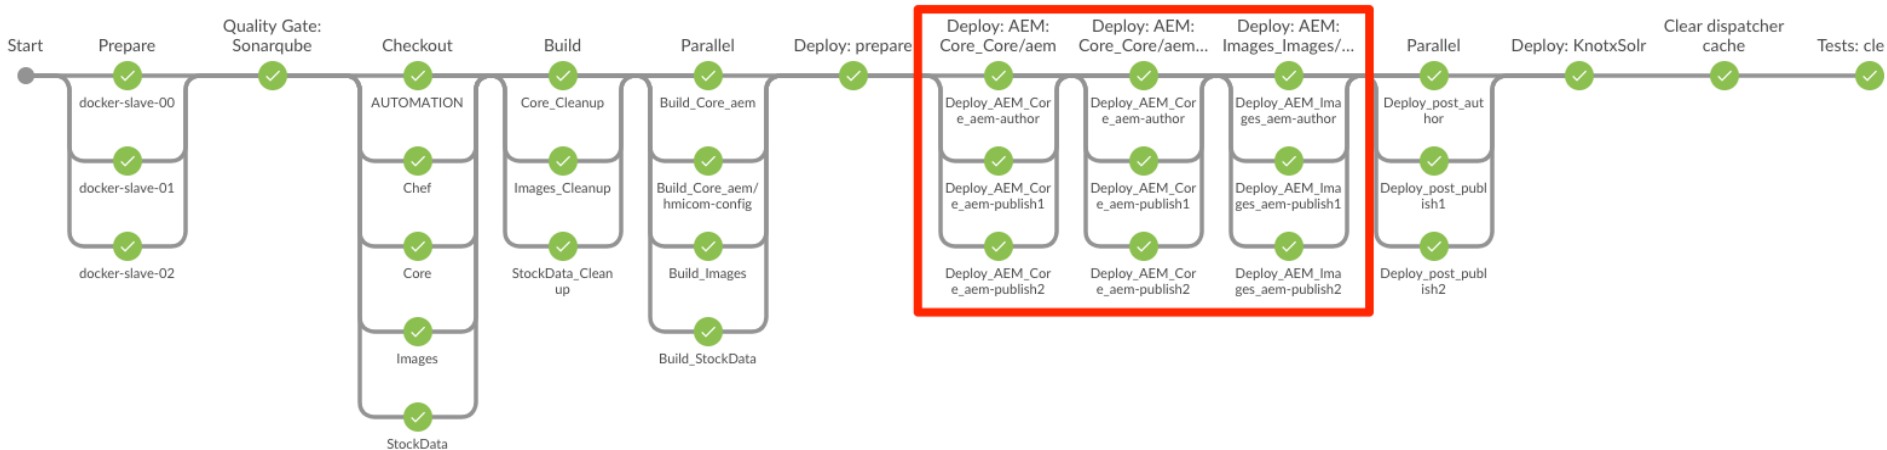 Start
Prepare
Quality Gate:
Sonarqube
Checkout
Build
Parallel
Deploy: prepare
Deploy: AEM:
Core_Core/aem
Deploy: AEM:
Core_Core/aem...
Deploy: AEM:
Images_Images/...
Parallel
Deploy: KnotxSolr
Clear dispatcher
cache
Tests: cle
docker-slave-00
docker-slave-01
docker-slave-02
AUTOMATION
Chef
Core
Images
StockData
Core_Cleanup
Images_Cleanup
StockData_Clean
up
Build_Core_aem
Build_Core_aem/
hmicom-config
Build_Images
Build_StockData
Deploy_AEM_Cor
e_aem-author
Deploy_AEM_Cor
e_aem-publish1
Deploy_AEM_Cor
e_aem-publish2
Deploy_AEM_Cor
e_aem-author
Deploy_AEM_Cor
e_aem-publish1
Deploy_AEM_Cor
e_aem-publish2
Deploy_AEM_Ima
ges_aem-author
Deploy_AEM_Ima
ges_aem-publish1
Deploy_AEM_Ima
ges_aem-publish2
Deploy_post_aut
hor
Deploy_post_publ
ish1
Deploy_post_publ
ish2